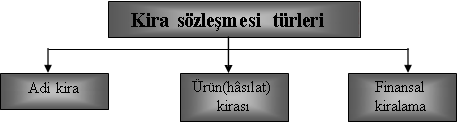 Kira sözleşmesi türleri
Adi kira
Ürün(hâsılat)
kirası
Finansal
kiralama